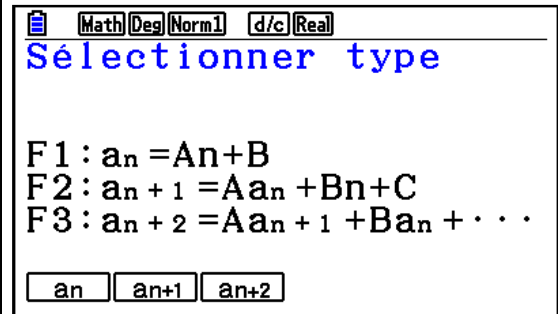 Math Deg Norm1 d/c Real
Sélectionner type
F1:an=An+B
F2:an+1=Aan+Bn+C
F3:an+2=Aan+1+Ban+···
an an+1 an+2